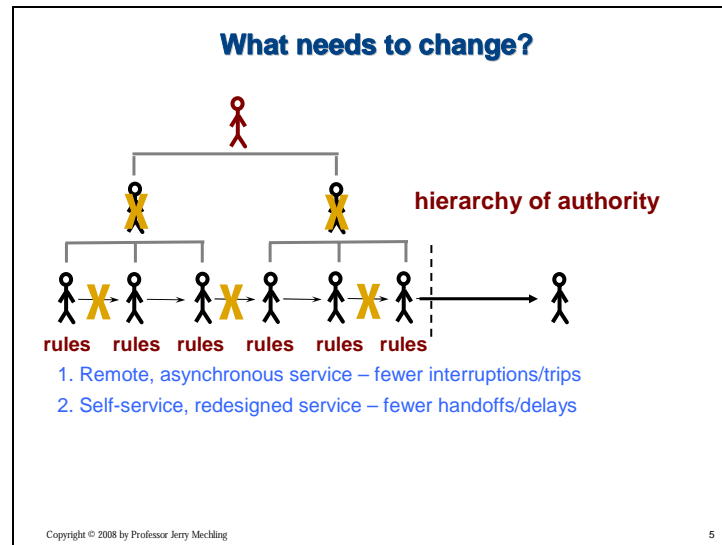 What needs to change?
hierarchy of authority
rules rules rules rules rules rules
1. Remote, asynchronous service – fewer interruptions/trips
2. Self-service, redesigned service – fewer handoffs/delays
Copyright © 2008 by Professor Jerry Mechling 5